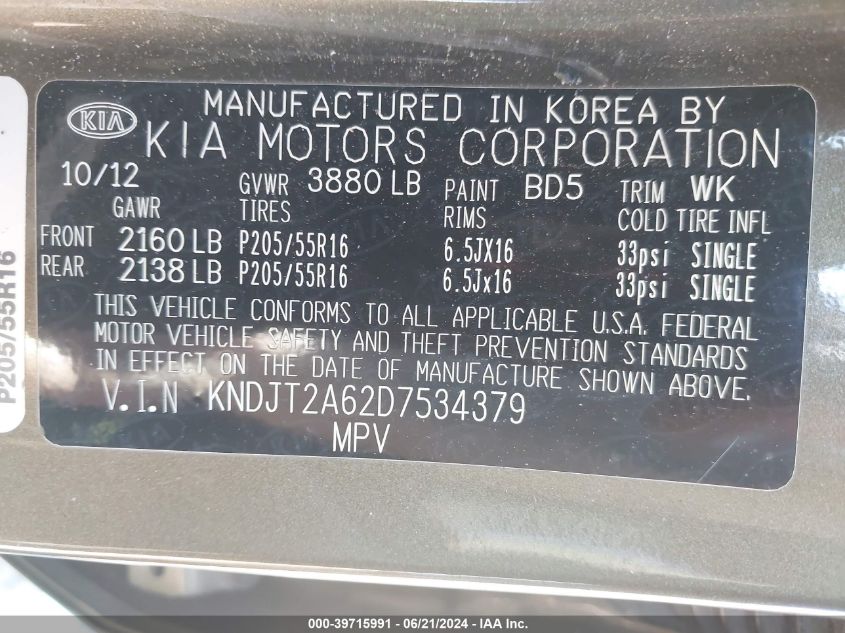 MANUFACTURED IN KOREA BY
KIA KIA MOTORS CORPORATION
10/12 GVWR 3880 LB PAINT BD5 TRIM WK
GAWR TIRES RIMS COLD TIRE INFL
FRONT 2160 LB P205/55R16 6.5JX16 33psi SINGLE
REAR 2138 LB P205/55R16 6.5Jx16 33psi SINGLE
THIS VEHICLE CONFORMS TO ALL APPLICABLE U.S.A. FEDERAL
MOTOR VEHICLE SAFETY AND THEFT PREVENTION STANDARDS
IN EFFECT ON THE DATE OF MANUFACTURE SHOWN ABOVE.
V.I.N KNDJT2A62D7534379
MPV
P205/55R16
000-39715991 - 06/21/2024 - IAA, Inc.